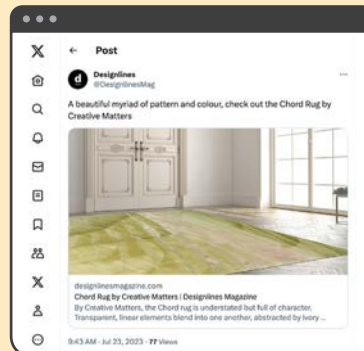 Post
d
Designlines
@DesignlinesMag
A beautiful myriad of pattern and colour, check out the Chord Rug by
Creative Matters
designlinesmagazine.com
Chord Rug by Creative Matters | Designlines Magazine
By Creative Matters, the Chord rug is understated but full of character.
Transparent, linear elements blend into one another, abstracted by ivory ...
9:43 AM · Jul 23, 2023 · 77 Views